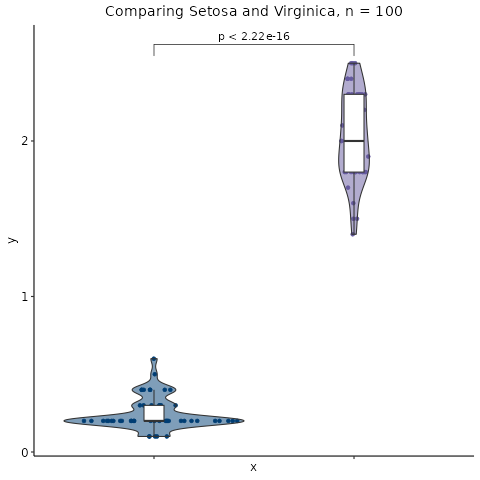 Comparing Setosa and Virginica, n = 100
p < 2.22e-16
2
y
1
0
x